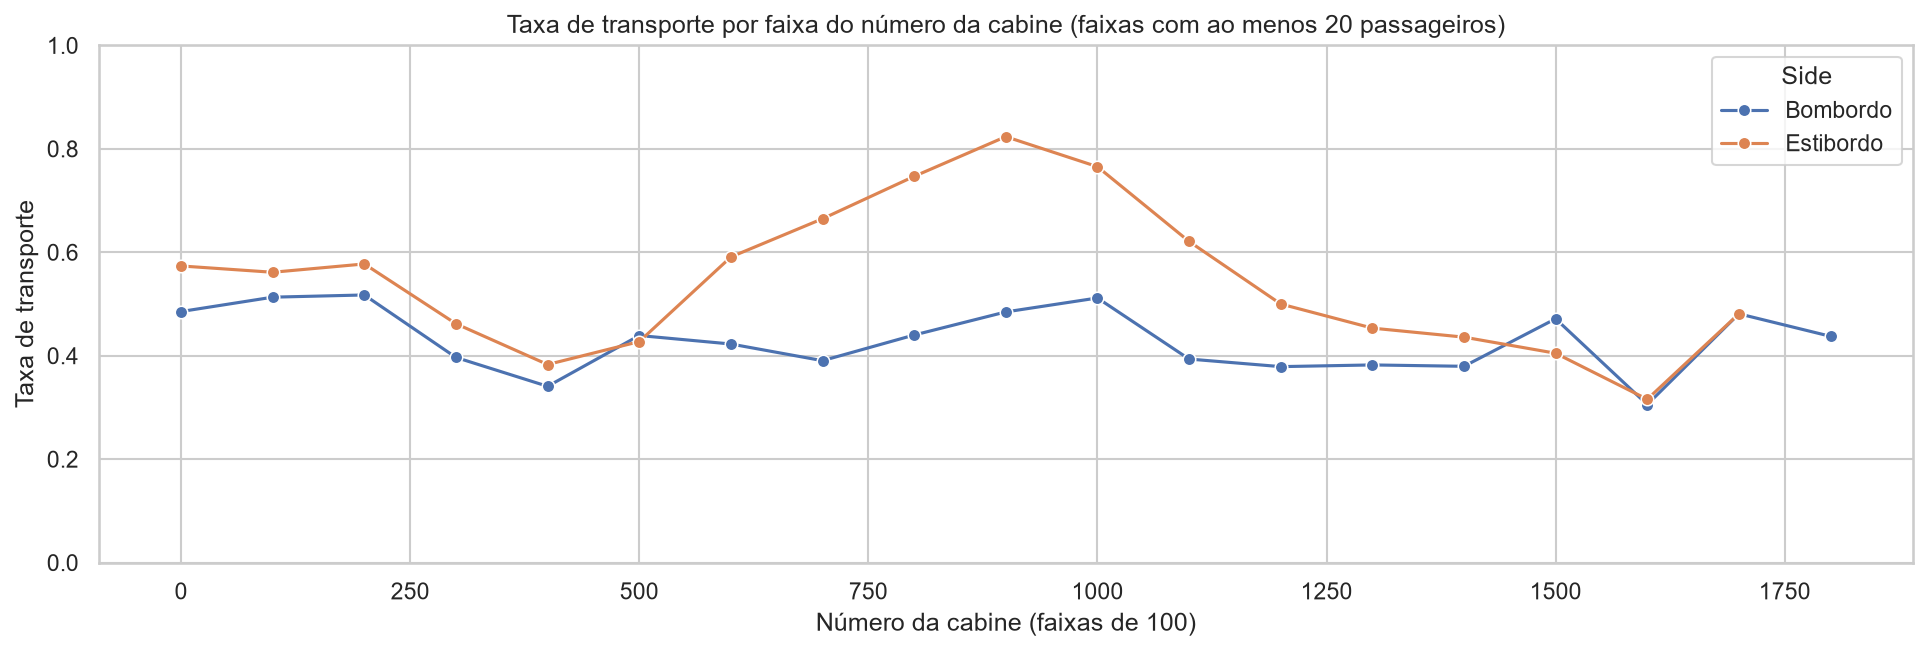 Taxa de transporte por faixa do número da cabine (faixas com ao menos 20 passageiros)
Side
Bombordo
Estibordo
Taxa de transporte
1.0
0.8
0.6
0.4
0.2
0.0
0 250 500 750 1000 1250 1500 1750
Número da cabine (faixas de 100)